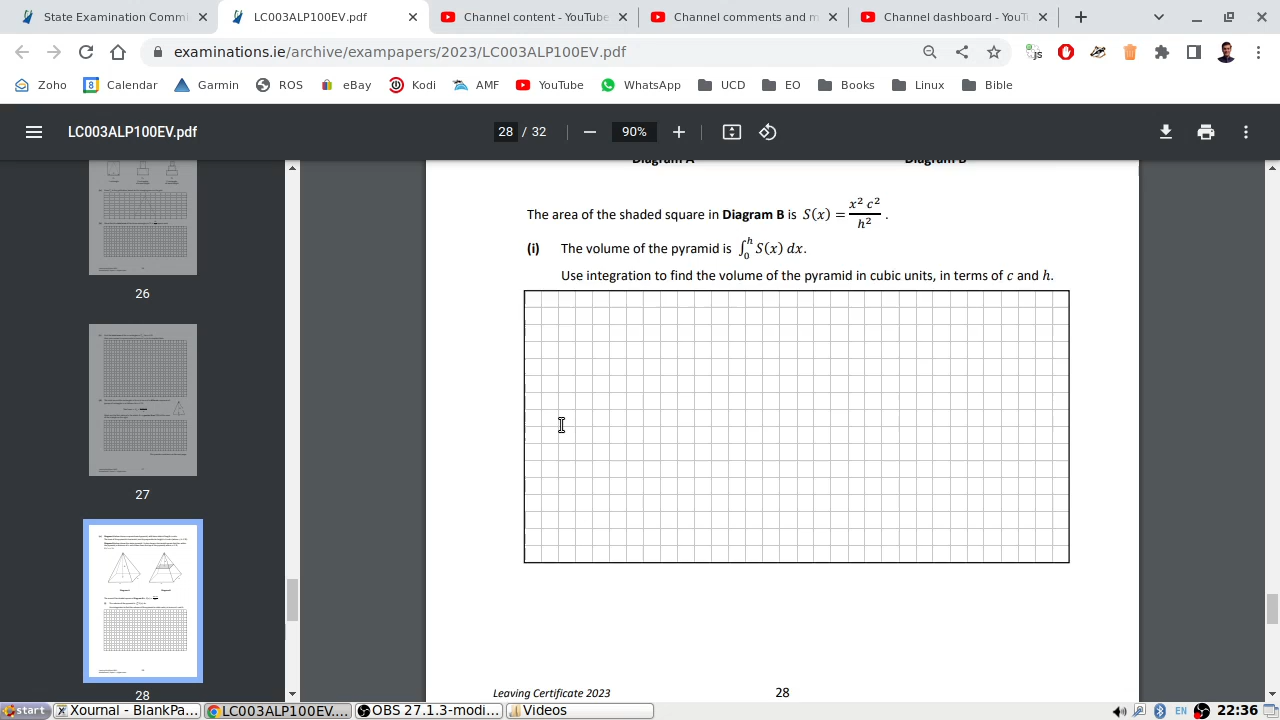 State Examination Commi
LC003ALP100EV.pdf
Channel content - YouTube
Channel comments and m
Channel dashboard - YouT
examinations.ie/archive/exampapers/2023/LC003ALP100EV.pdf
Zoho
Calendar
Garmin
ROS
eBay
Kodi
AMF
YouTube
WhatsApp
UCD
EO
Books
Linux
Bible
LC003ALP100EV.pdf
28 / 32
90%
Diagram A Diagram B
The area of the shaded square in Diagram B is S(x) = x² c² / h² .
(i) The volume of the pyramid is ∫₀ʰ S(x) dx.
Use integration to find the volume of the pyramid in cubic units, in terms of c and h.
26
27
28
Leaving Certificate 2023
28
start
Xournal - BlankPa...
LC003ALP100EV....
OBS 27.1.3-modi...
Videos
EN
22:36